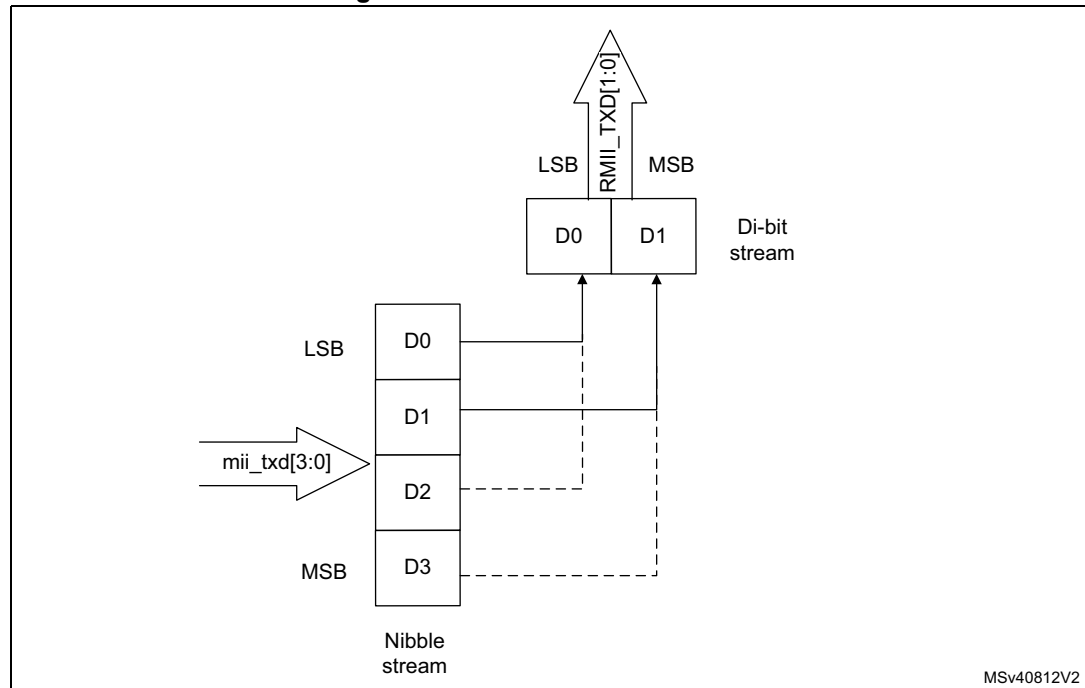 RMII_TXD[1:0]
LSB
MSB
D0
D1
Di-bit
stream
LSB
D0
D1
mii_txd[3:0]
D2
MSB
D3
Nibble
stream
MSv40812V2